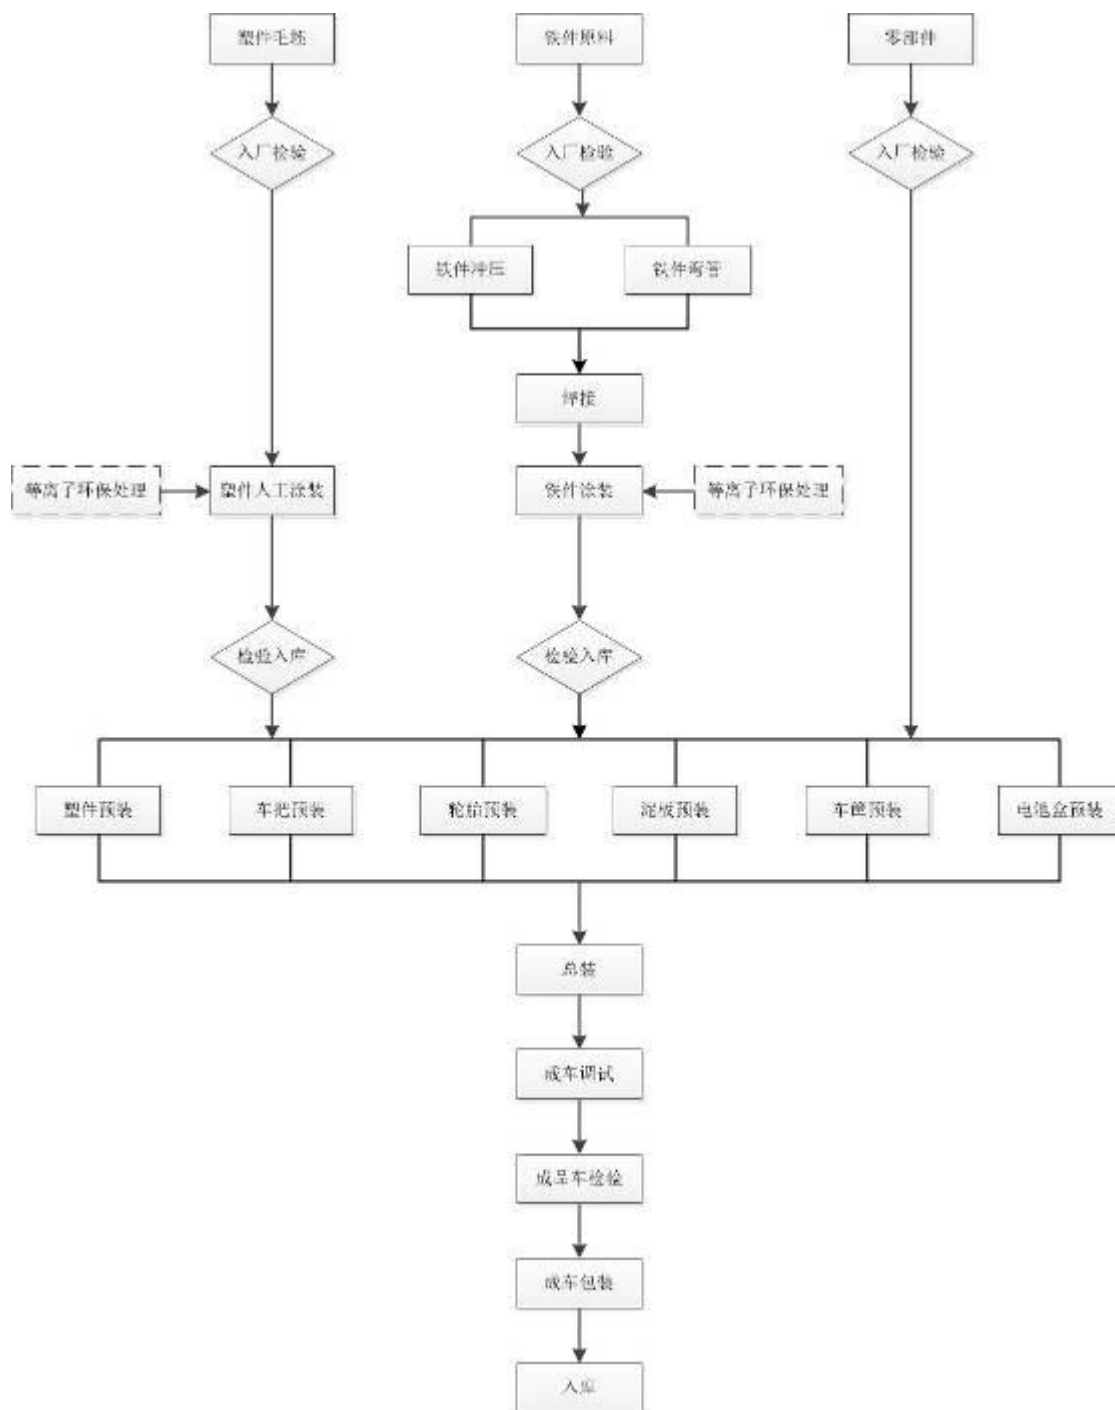 塑件毛坯
铁件原料
零部件
入厂检验
入厂检验
入厂检验
铁件冲压
铁件弯管
焊接
等离子环保处理
塑件人工涂装
铁件涂装
等离子环保处理
检验入库
检验入库
塑件预装
车把预装
轮胎预装
泥板预装
车筐预装
电池盒预装
总装
成车调试
成品车检验
成车包装
入库